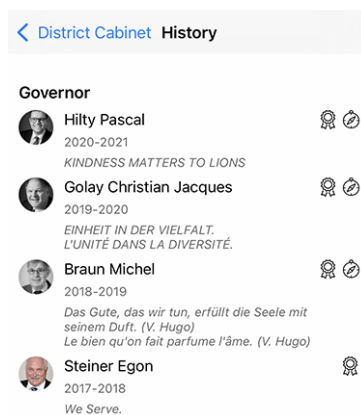 District Cabinet History
Governor
Hilty Pascal
2020-2021
KINDNESS MATTERS TO LIONS
Golay Christian Jacques
2019-2020
EINHEIT IN DER VIELFALT.
L'UNITÉ DANS LA DIVERSITÉ.
Braun Michel
2018-2019
Das Gute, das wir tun, erfüllt die Seele mit
seinem Duft. (V. Hugo)
Le bien qu'on fait parfume l'âme. (V. Hugo)
Steiner Egon
2017-2018
We Serve.